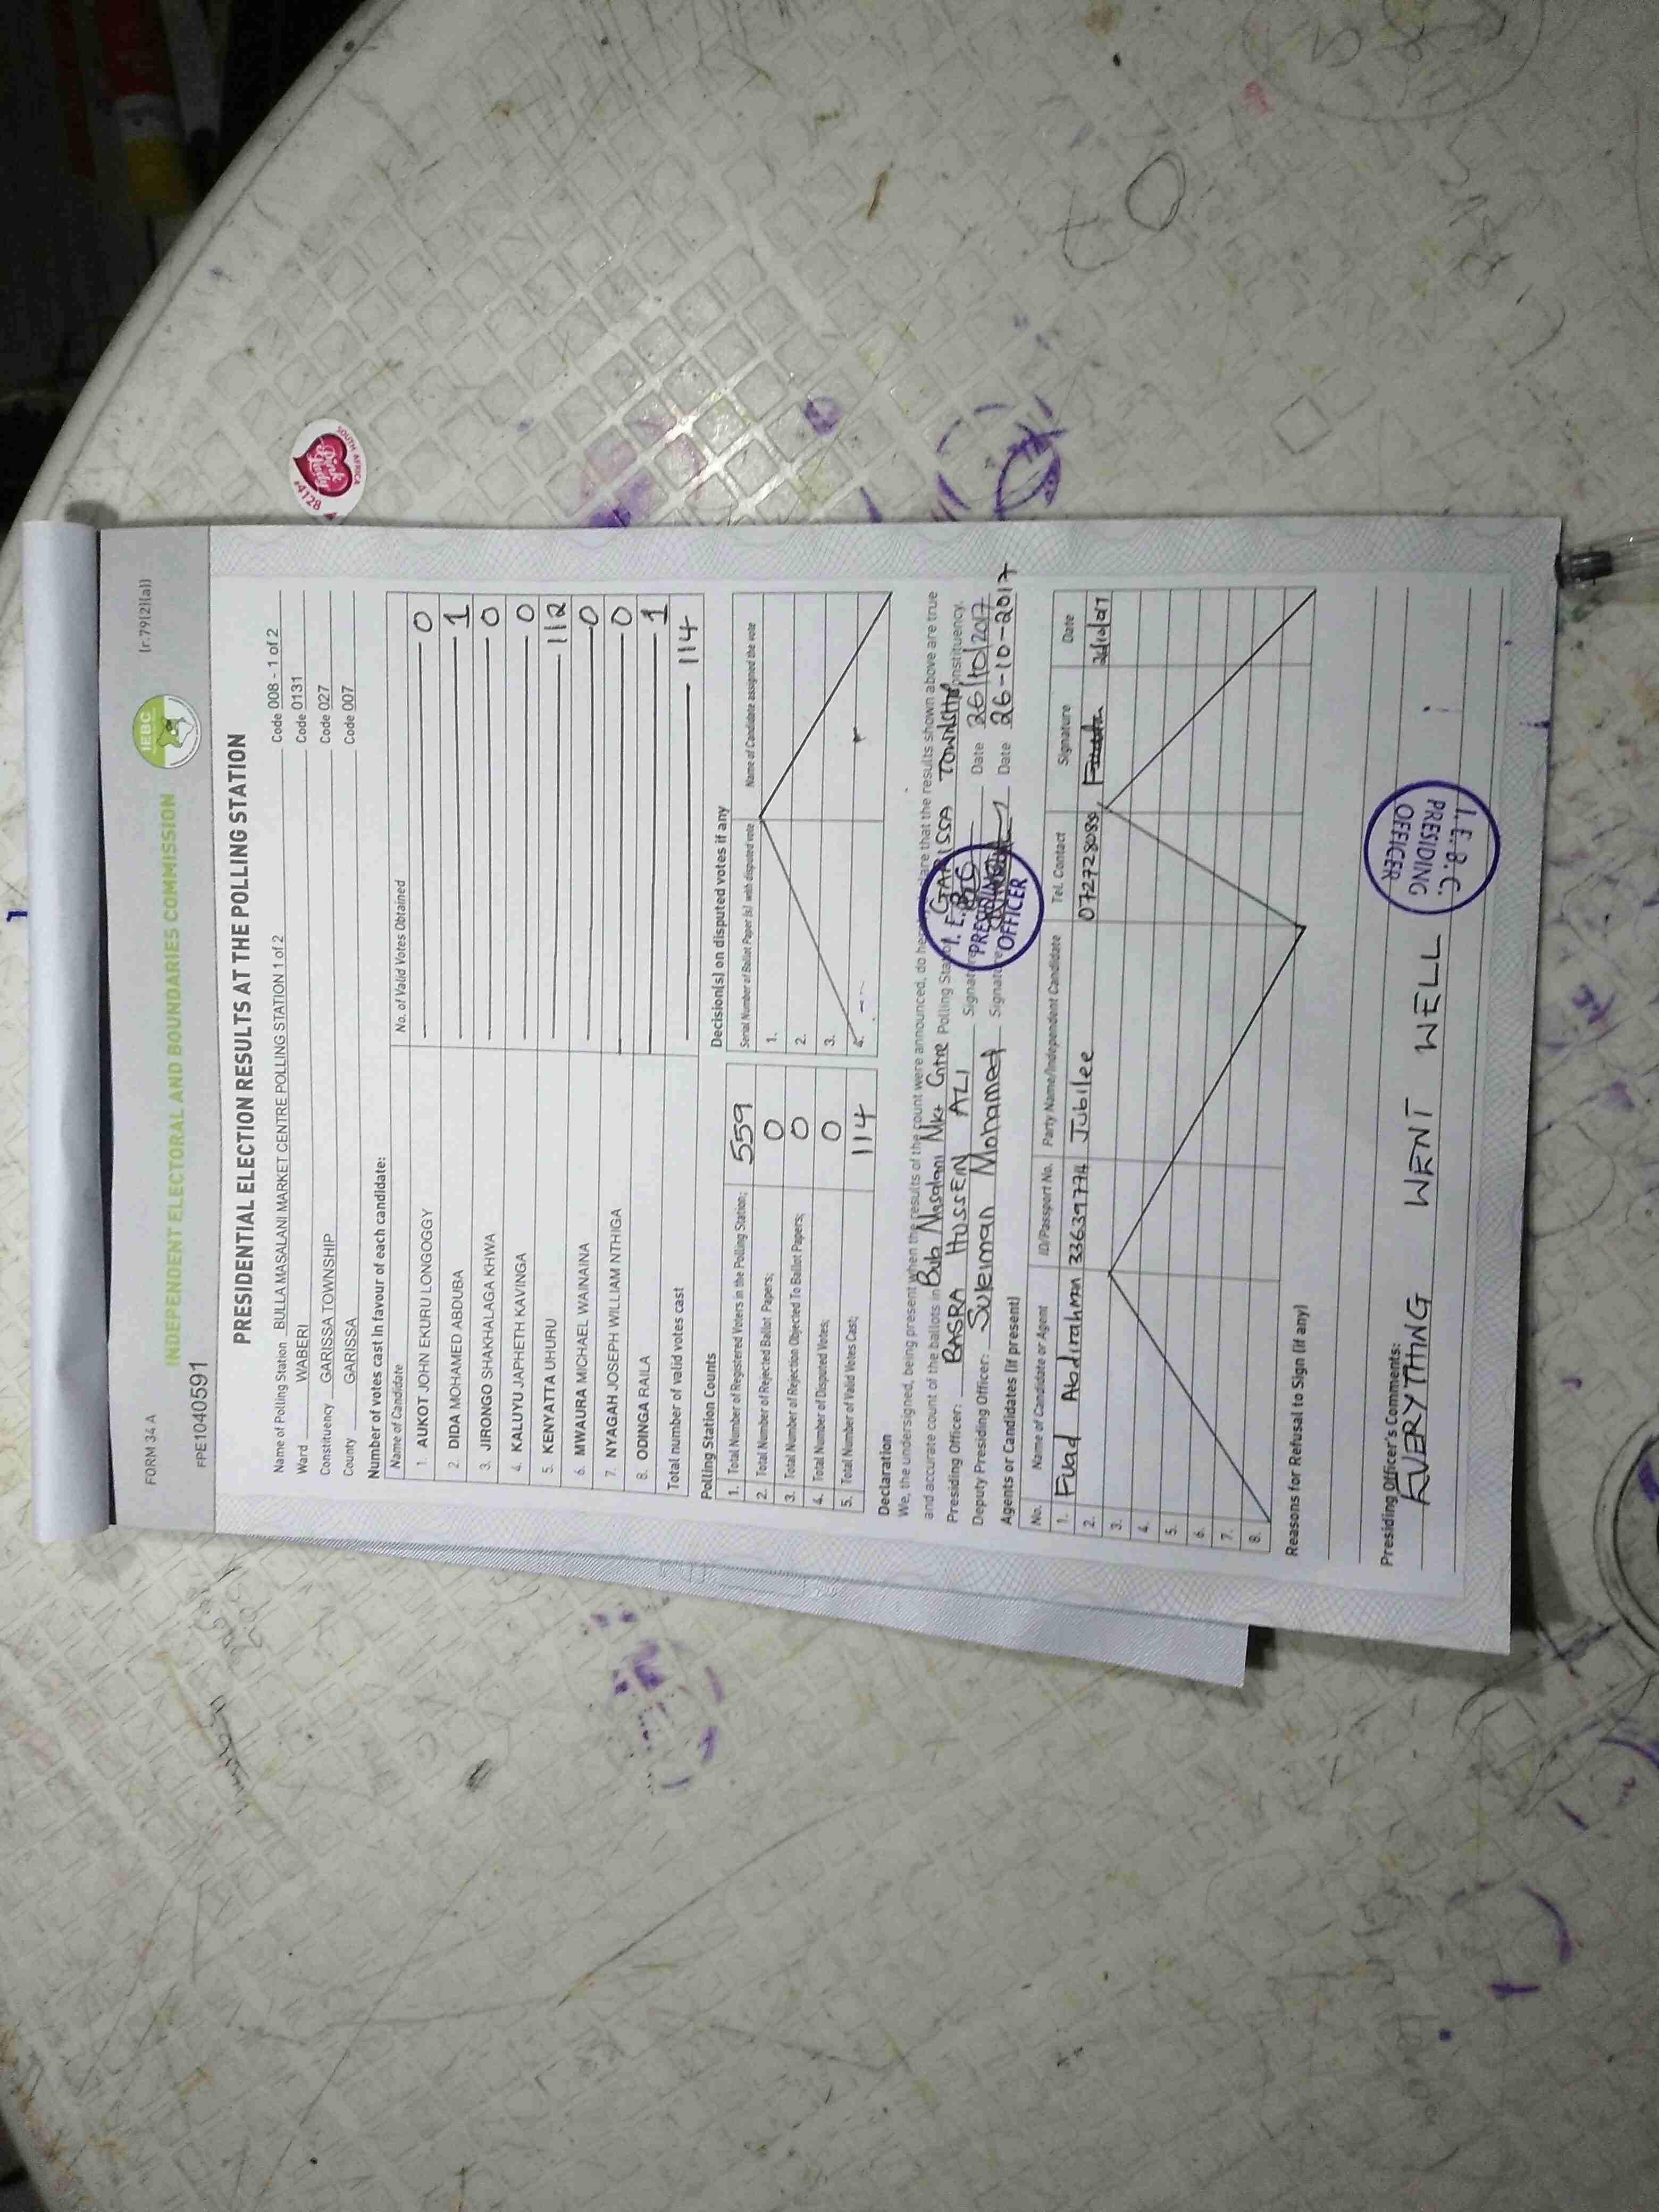 FORM 34 A
(r.79(2)(a))
IEBC
INDEPENDENT ELECTORAL AND BOUNDARIES COMMISSION
FPE1040591
PRESIDENTIAL ELECTION RESULTS AT THE POLLING STATION
Name of Polling Station BULLA MASALANI MARKET CENTRE POLLING STATION 1 of 2 Code 008 - 1 of 2
Ward WABERI Code 0131
Constituency GARISSA TOWNSHIP Code 027
County GARISSA Code 007
Number of votes cast in favour of each candidate:
Name of Candidate No. of Valid Votes Obtained
1. AUKOT JOHN EKURU LONGOGGY 0
2. DIDA MOHAMED ABDUBA 1
3. JIRONGO SHAKHALAGA KHWA 0
4. KALUYU JAPHETH KAVINGA 0
5. KENYATTA UHURU 112
6. MWAURA MICHAEL WAINAINA 0
7. NYAGAH JOSEPH WILLIAM NTHIGA 0
8. ODINGA RAILA 1
Total number of valid votes cast 114
Polling Station Counts
1. Total Number of Registered Voters in the Polling Station; 559
2. Total Number of Rejected Ballot Papers; 0
3. Total Number of Rejection Objected To Ballot Papers; 0
4. Total Number of Disputed Votes; 0
5. Total Number of Valid Votes Cast; 114
Decision(s) on disputed votes if any
Serial Number of Ballot Paper (s) with disputed vote Name of Candidate assigned the vote
1.
2.
3.
4.
Declaration
We, the undersigned, being present when the results of the count were announced, do hereby declare that the results shown above are true
and accurate count of the ballots in Bula Masalani Mkt Cntre Polling Station GARISSA TOWNSHIP Constituency.
Presiding Officer: BASRA HUSSEIN ALI Signature Date 26/10/2017
Deputy Presiding Officer: Suleiman Mohamed Signature Date 26-10-2017
I.E.B.C.
PRESIDING
OFFICER
Agents or Candidates (if present)
No. Name of Candidate or Agent ID/Passport No. Party Name/Independent Candidate Tel. Contact Signature Date
1. Fuad Abdirahman 33639774 Jubilee 0727728089
2.
3.
4.
5.
6.
7.
8.
Reasons for Refusal to Sign (if any)
Presiding Officer's Comments:
EVERYTHING WENT WELL
I.E.B.C.
PRESIDING
OFFICER
#4128
Pink
Lady
SOUTH AFRICA